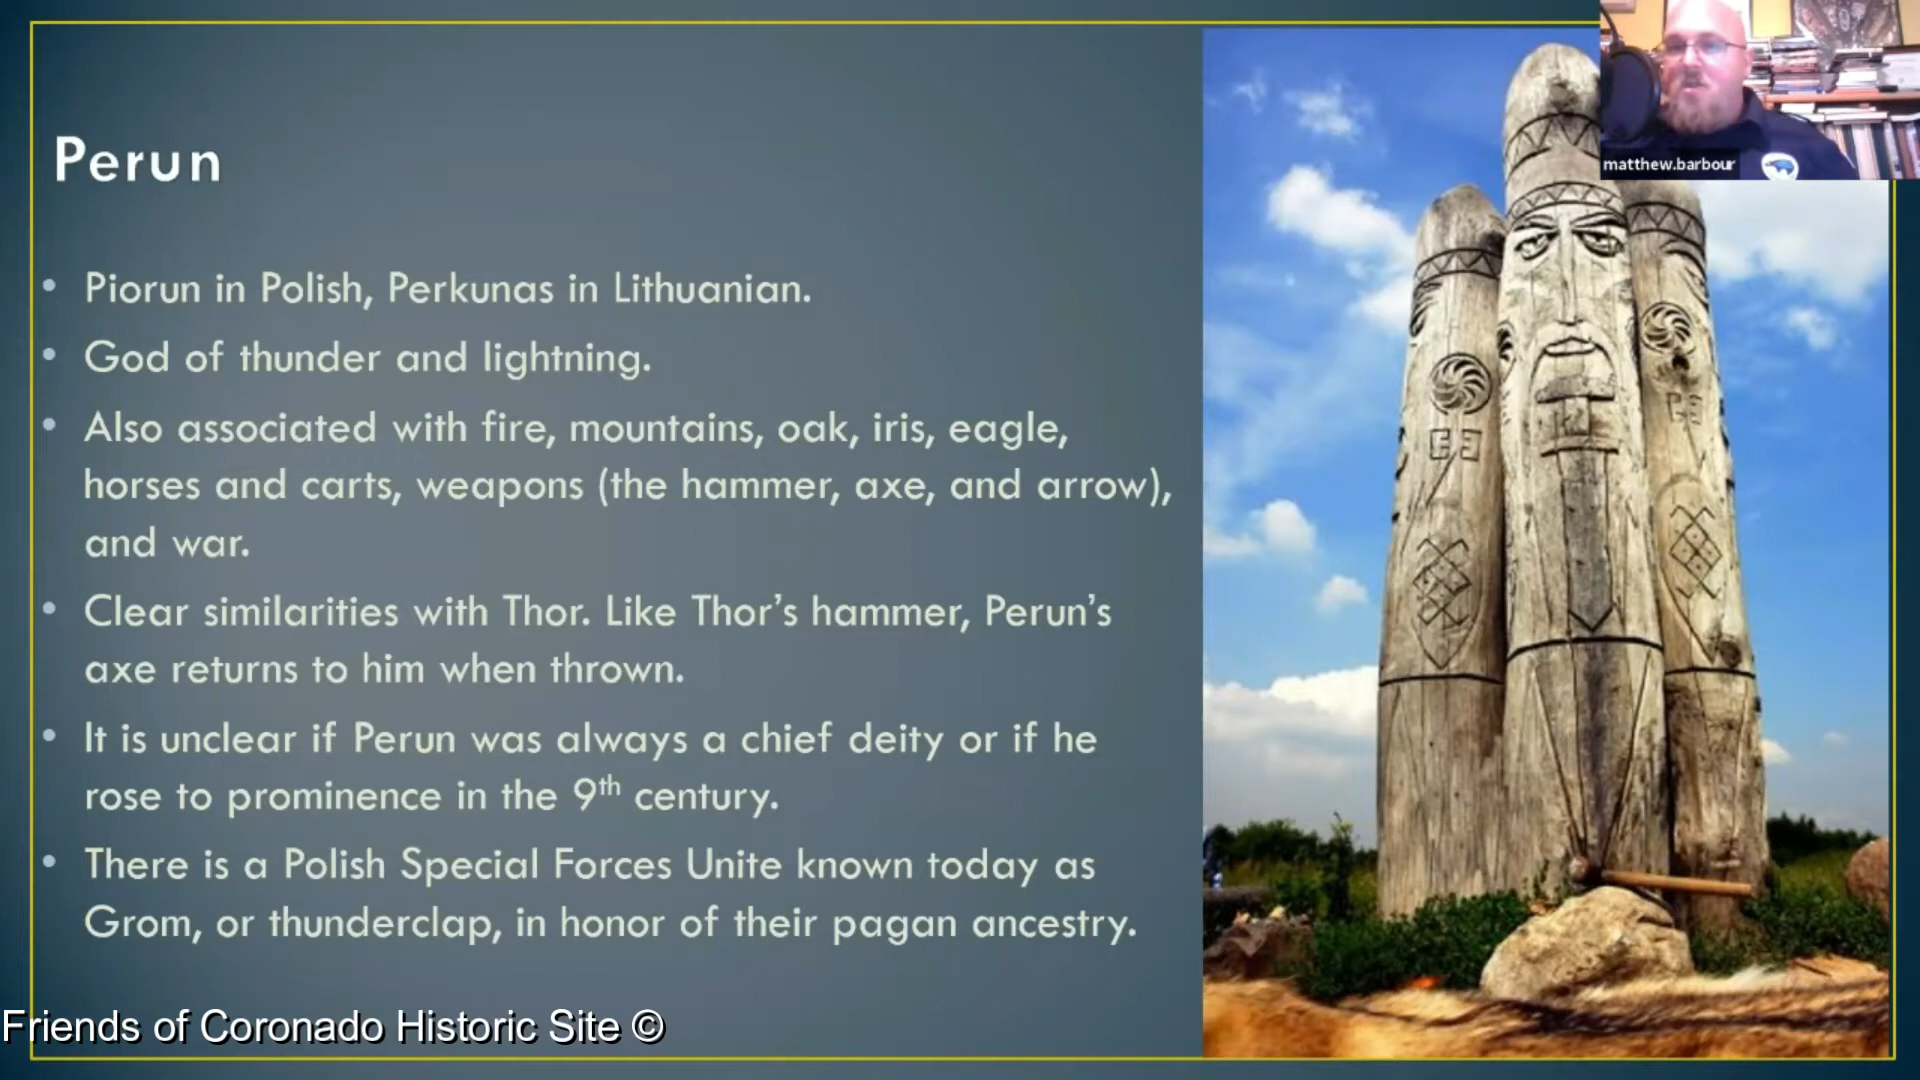 matthew.barbour
Perun
• Piorun in Polish, Perkunas in Lithuanian.
• God of thunder and lightning.
• Also associated with fire, mountains, oak, iris, eagle,
horses and carts, weapons (the hammer, axe, and arrow),
and war.
• Clear similarities with Thor. Like Thor’s hammer, Perun’s
axe returns to him when thrown.
• It is unclear if Perun was always a chief deity or if he
rose to prominence in the 9th century.
• There is a Polish Special Forces Unite known today as
Grom, or thunderclap, in honor of their pagan ancestry.
Friends of Coronado Historic Site ©